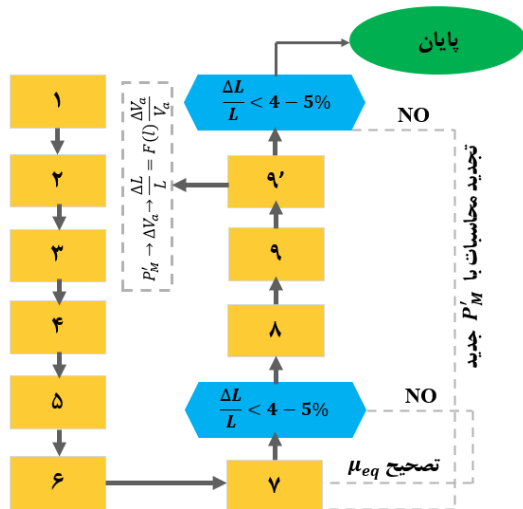 پایان
ΔL/L < 4 − 5%
NO
۱
۲
۳
۴
۵
۶
P′_M → ΔV_a → ΔL/L = F(l) ΔV_a/V_a
۹′
۹
۸
ΔL/L < 4 − 5%
NO
۷
تصحیح μ_eq
تجدید محاسبات با P′_M جدید